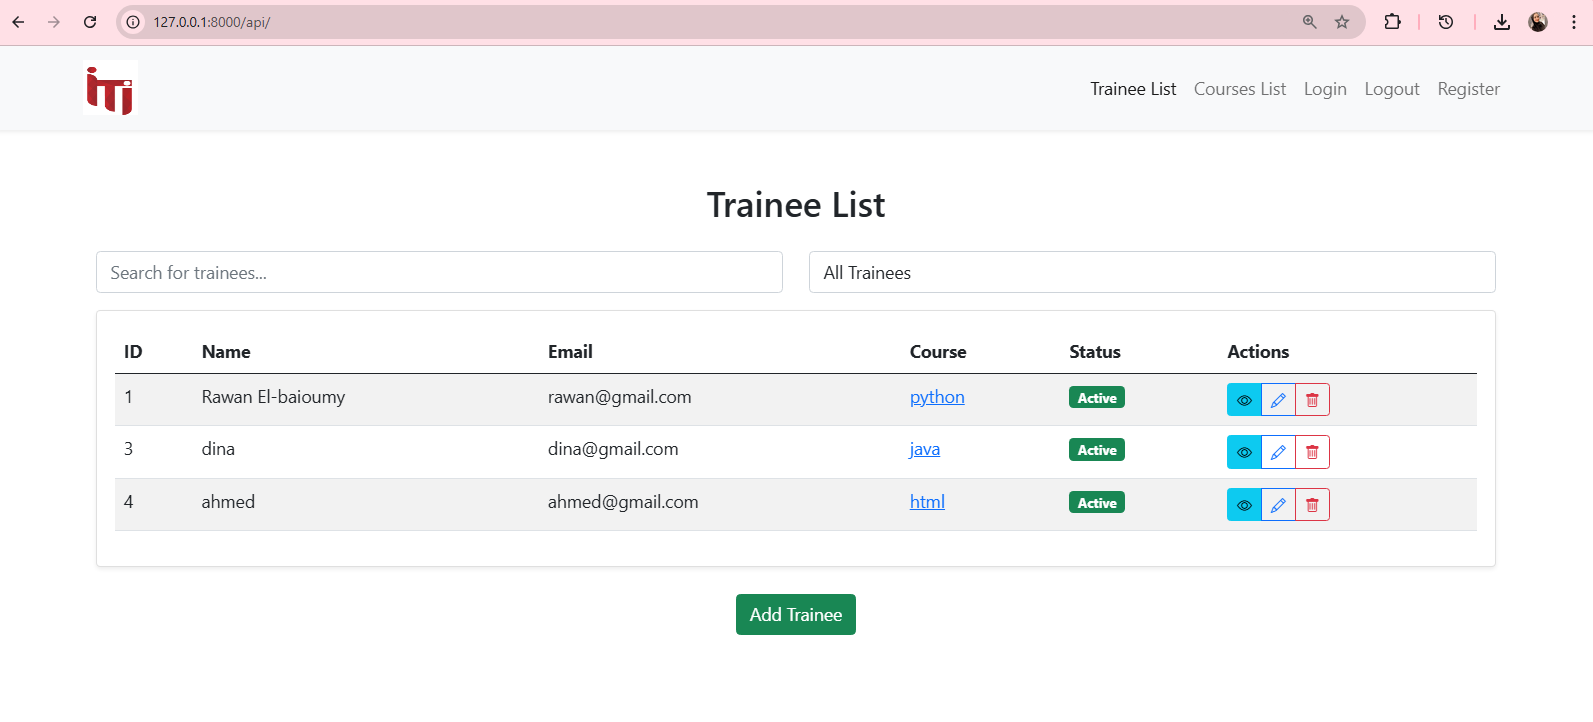 127.0.0.1:8000/api/
iTi
Trainee List Courses List Login Logout Register
Trainee List
Search for trainees...
All Trainees
ID Name Email Course Status Actions
1 Rawan El-baioumy rawan@gmail.com python Active
3 dina dina@gmail.com java Active
4 ahmed ahmed@gmail.com html Active
Add Trainee